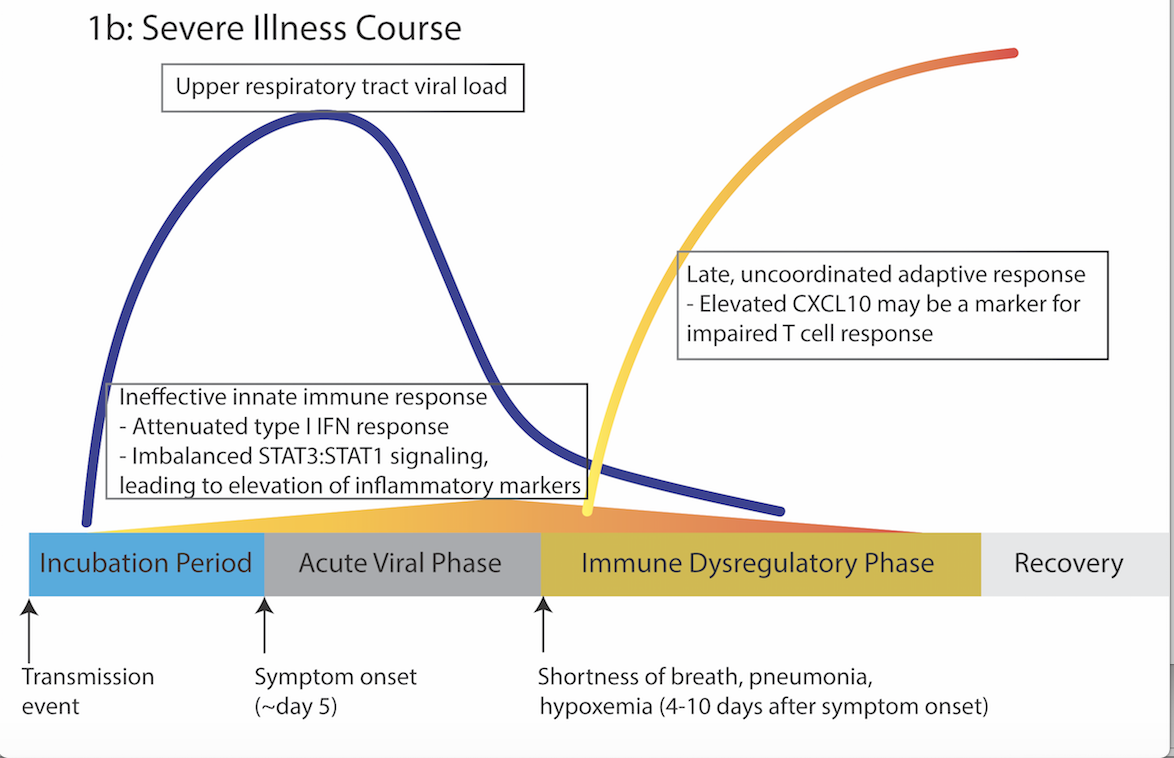 1b: Severe Illness Course
Upper respiratory tract viral load
Late, uncoordinated adaptive response
- Elevated CXCL10 may be a marker for
impaired T cell response
Ineffective innate immune response
- Attenuated type I IFN response
- Imbalanced STAT3:STAT1 signaling,
leading to elevation of inflammatory markers
Incubation Period
Acute Viral Phase
Immune Dysregulatory Phase
Recovery
Transmission
event
Symptom onset
(~day 5)
Shortness of breath, pneumonia,
hypoxemia (4-10 days after symptom onset)